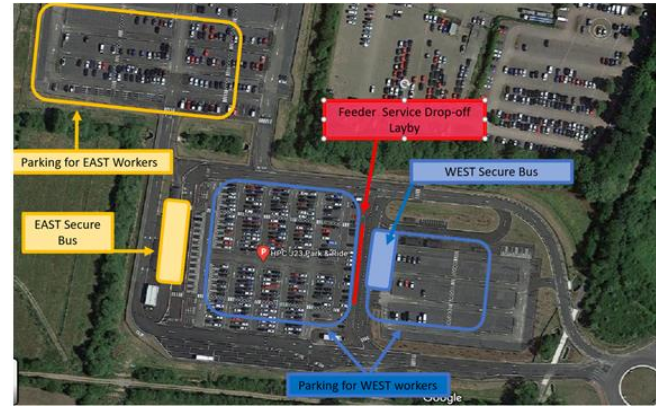 Feeder Service Drop-off
Layby
Parking for EAST Workers
WEST Secure Bus
EAST Secure
Bus
P
HPC J23 Park & Ride
Parking for WEST workers
Google